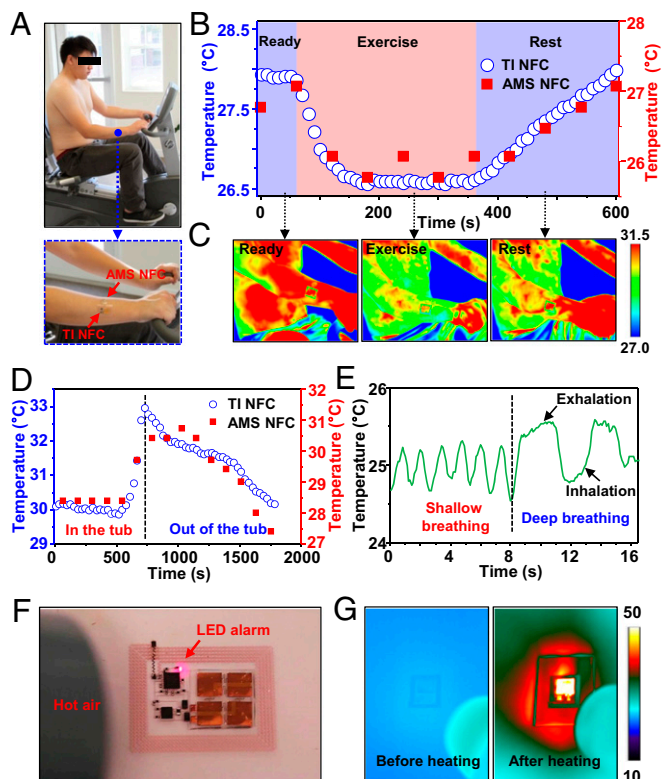 A
AMS NFC
TI NFC
B
Ready
Exercise
Rest
TI NFC
AMS NFC
Temperature (°C)
28.5
27.5
26.5
Temperature (°C)
28
27
26
25
0
200
400
600
Time (s)
C
Ready
Exercise
Rest
31.5
27.0
D
TI NFC
AMS NFC
Temperature (°C)
33
32
31
30
29
Temperature (°C)
32
31
30
29
28
27
In the tub
Out of the tub
0
500
1000
1500
2000
Time (s)
E
Temperature (°C)
26
25
24
Exhalation
Inhalation
Shallow
breathing
Deep breathing
0
4
8
12
16
Time (s)
F
LED alarm
Hot air
G
Before heating
After heating
50
10